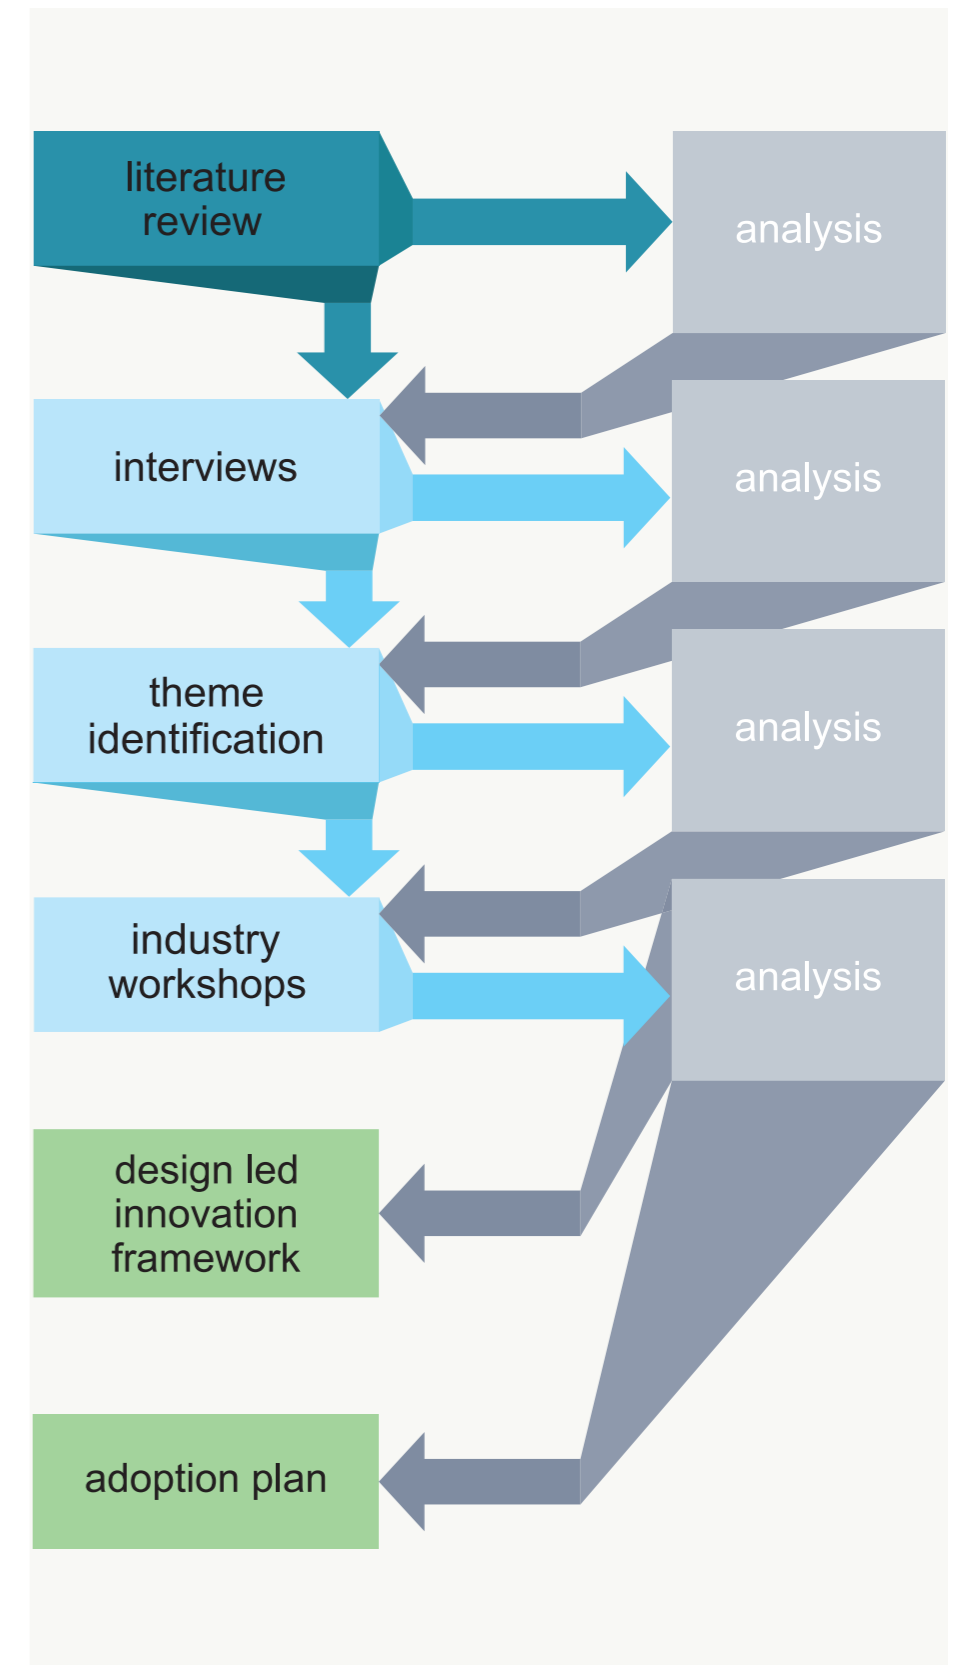 literature
review
analysis
interviews
analysis
theme
identification
analysis
industry
workshops
analysis
design led
innovation
framework
adoption plan